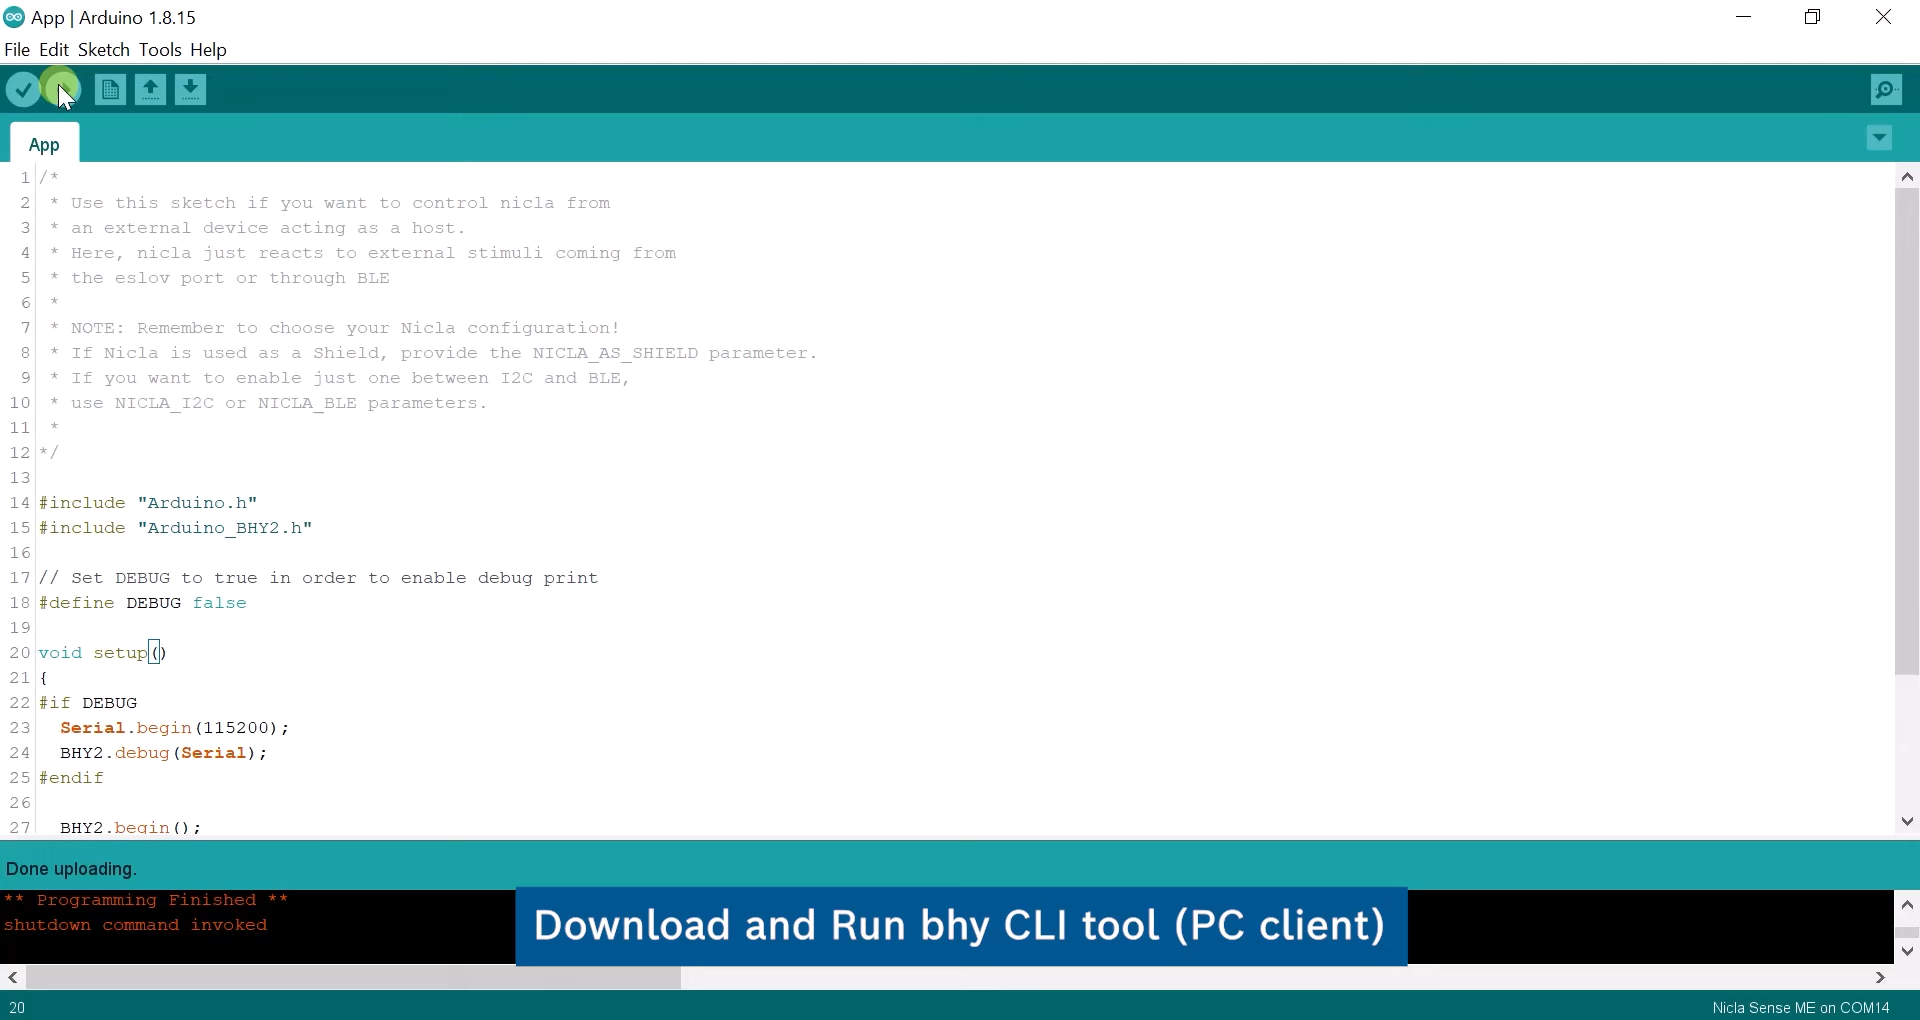 App | Arduino 1.8.15
File Edit Sketch Tools Help
App
1 /*
2 * Use this sketch if you want to control nicla from
3 * an external device acting as a host.
4 * Here, nicla just reacts to external stimuli coming from
5 * the eslov port or through BLE
6 *
7 * NOTE: Remember to choose your Nicla configuration!
8 * If Nicla is used as a Shield, provide the NICLA_AS_SHIELD parameter.
9 * If you want to enable just one between I2C and BLE,
10 * use NICLA_I2C or NICLA_BLE parameters.
11 *
12 */
13
14 #include "Arduino.h"
15 #include "Arduino_BHY2.h"
16
17 // Set DEBUG to true in order to enable debug print
18 #define DEBUG false
19
20 void setup()
21 {
22 #if DEBUG
23 Serial.begin(115200);
24 BHY2.debug(Serial);
25 #endif
26
27 BHY2.begin();
Done uploading.
** Programming Finished **
shutdown command invoked
Download and Run bhy CLI tool (PC client)
20
Nicla Sense ME on COM14